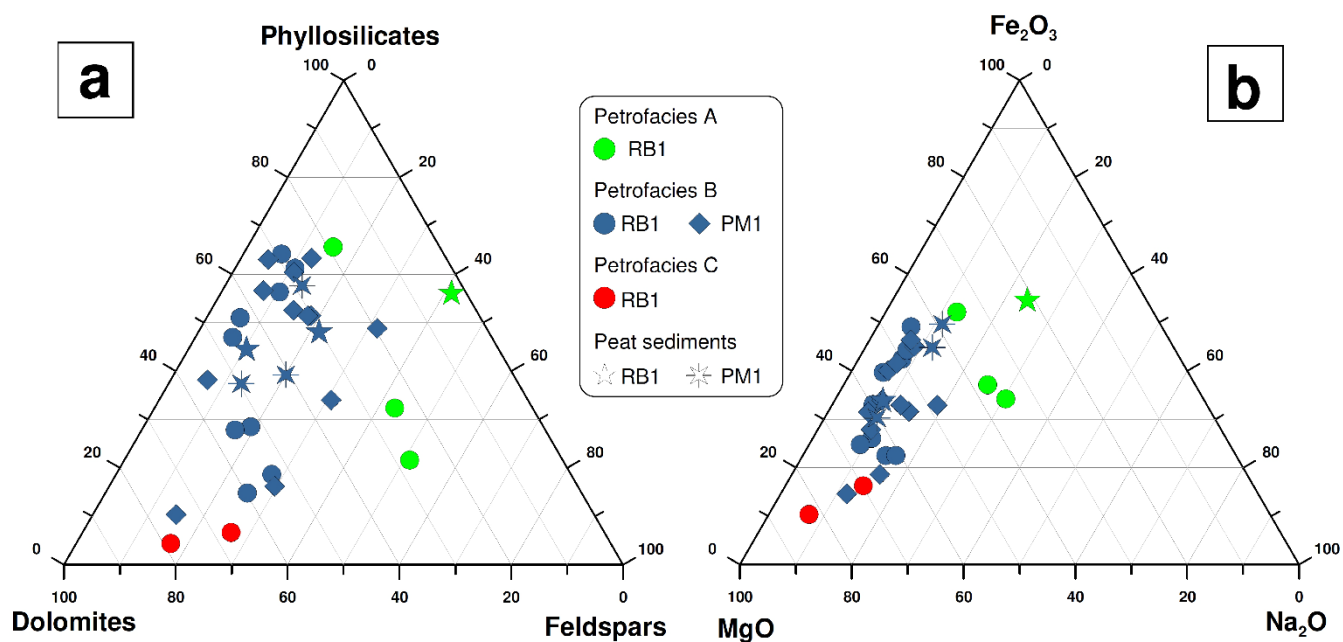 a
Phyllosilicates
100 0
80 20
60 40
40 60
20 80
0 100
100 80 60 40 20 0
Dolomites Feldspars
Petrofacies A
RB1
Petrofacies B
RB1 PM1
Petrofacies C
RB1
Peat sediments
RB1 PM1
b
Fe₂O₃
100 0
80 20
60 40
40 60
20 80
0 100
100 80 60 40 20 0
MgO Na₂O